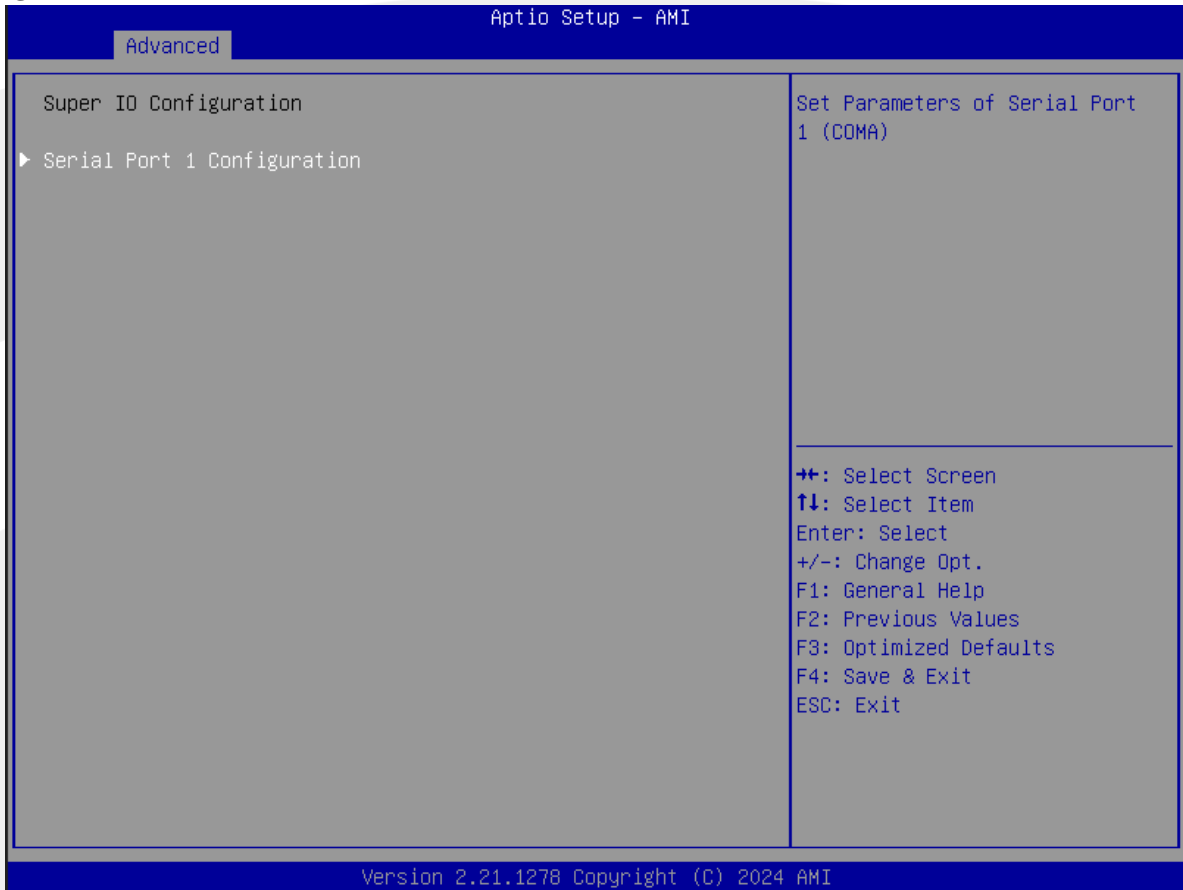 Aptio Setup – AMI
Advanced
Super IO Configuration
▶ Serial Port 1 Configuration
Set Parameters of Serial Port
1 (COMA)
→←: Select Screen
↑↓: Select Item
Enter: Select
+/-: Change Opt.
F1: General Help
F2: Previous Values
F3: Optimized Defaults
F4: Save & Exit
ESC: Exit
Version 2.21.1278 Copyright (C) 2024 AMI